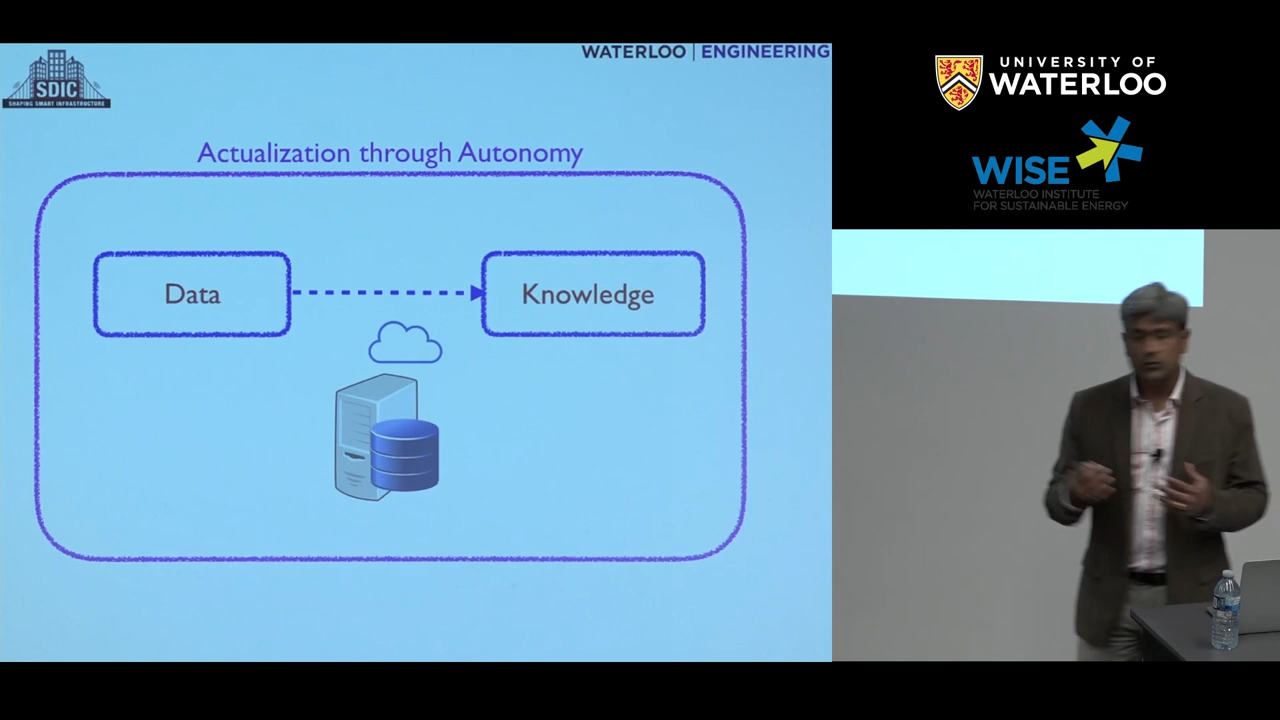 SDIC
SHAPING SMART INFRASTRUCTURE
WATERLOO | ENGINEERING
Actualization through Autonomy
Data
Knowledge
UNIVERSITY OF
WATERLOO
WISE
WATERLOO INSTITUTE
FOR SUSTAINABLE ENERGY